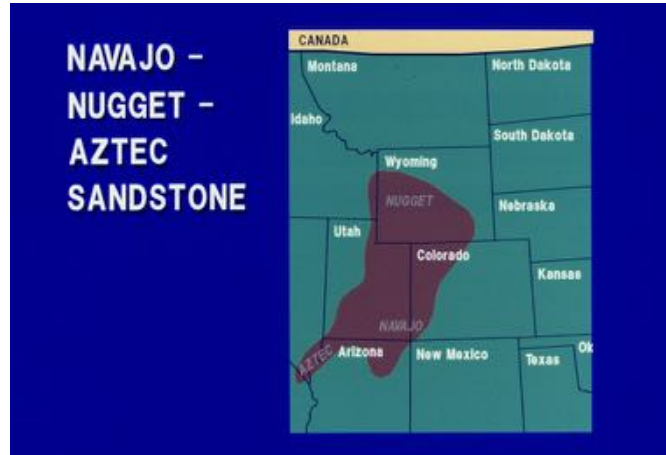 NAVAJO –
NUGGET –
AZTEC
SANDSTONE
CANADA
Montana
North Dakota
Idaho
South Dakota
Wyoming
NUGGET
Nebraska
Utah
Colorado
Kansas
NAVAJO
AZTEC
Arizona
New Mexico
Texas
Ok